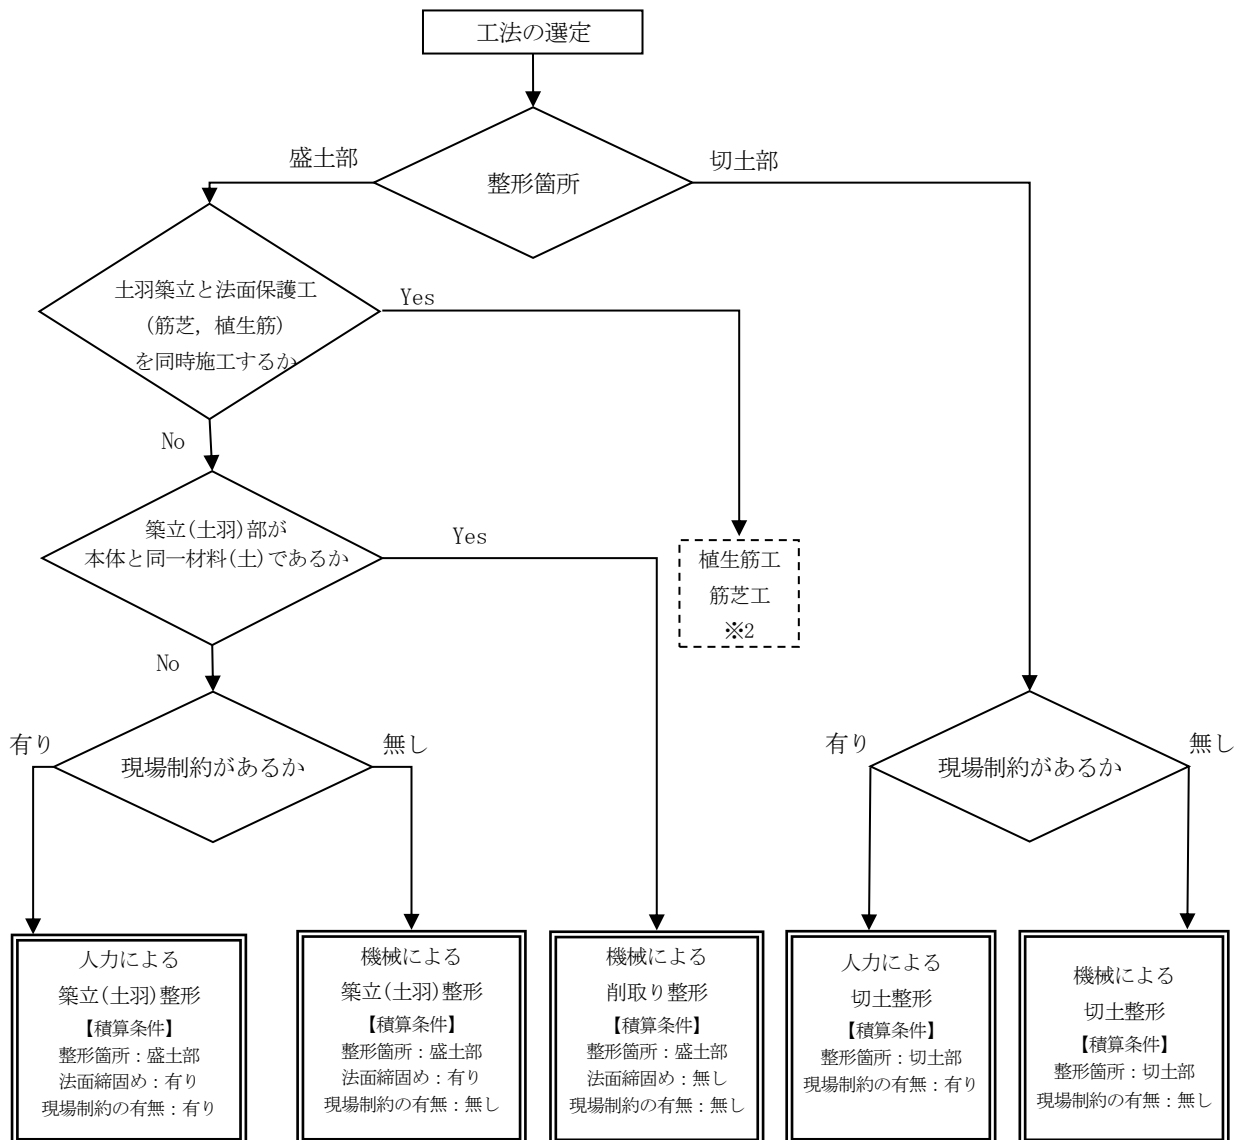 工法の選定
盛土部
切土部
整形箇所
土羽築立と法面保護工
(筋芝，植生筋)
を同時施工するか
Yes
No
築立(土羽)部が
本体と同一材料(土)であるか
Yes
植生筋工
筋芝工
※2
No
有り
現場制約があるか
無し
有り
現場制約があるか
無し
人力による
築立(土羽)整形
【積算条件】
整形箇所：盛土部
法面締固め：有り
現場制約の有無：有り
機械による
築立(土羽)整形
【積算条件】
整形箇所：盛土部
法面締固め：有り
現場制約の有無：無し
機械による
削取り整形
【積算条件】
整形箇所：盛土部
法面締固め：無し
現場制約の有無：無し
人力による
切土整形
【積算条件】
整形箇所：切土部
現場制約の有無：有り
機械による
切土整形
【積算条件】
整形箇所：切土部
現場制約の有無：無し